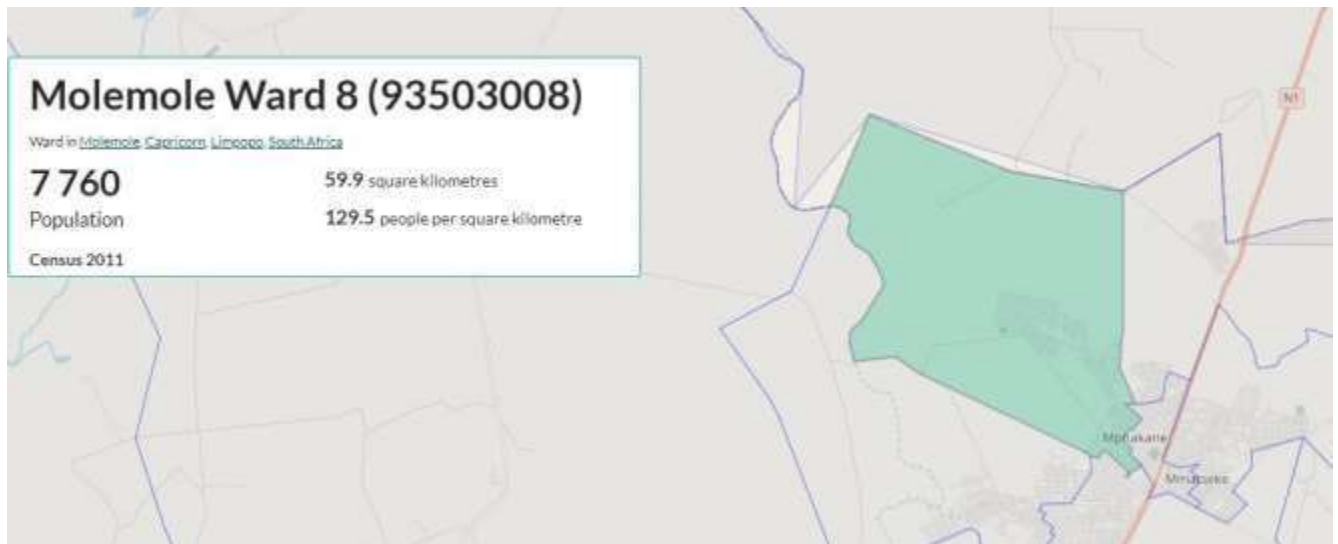 Molemole Ward 8 (93503008)
Ward in Molemole, Capricorn, Limpopo, South Africa
7 760
Population
59.9 square kilometres
129.5 people per square kilometre
Census 2011
N1
Mphakane